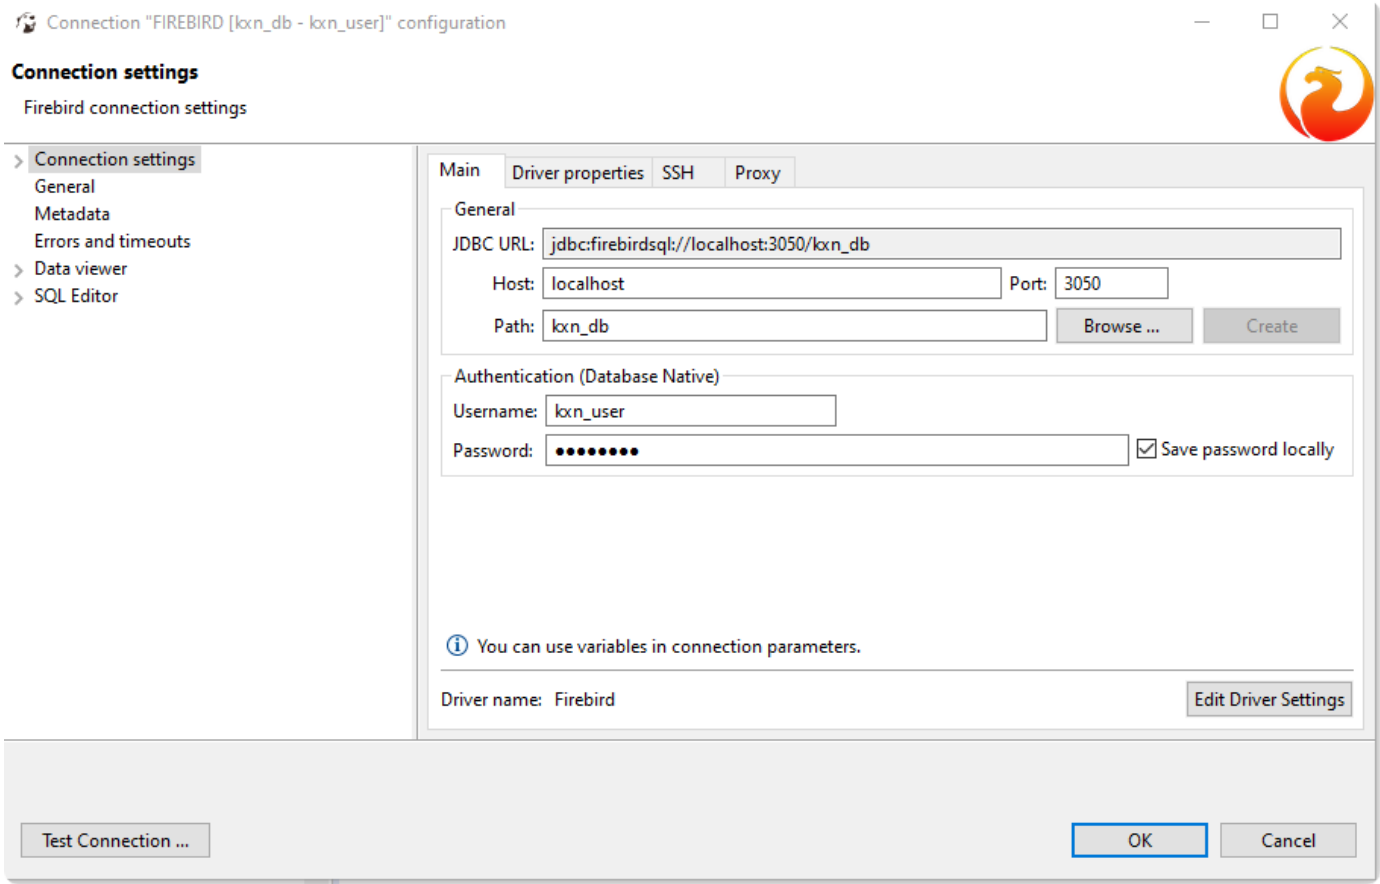 Connection "FIREBIRD [kxn_db - kxn_user]" configuration
Connection settings
Firebird connection settings
Connection settings
General
Metadata
Errors and timeouts
Data viewer
SQL Editor
Main Driver properties SSH Proxy
General
JDBC URL: jdbc:firebirdsql://localhost:3050/kxn_db
Host: localhost Port: 3050
Path: kxn_db Browse ... Create
Authentication (Database Native)
Username: kxn_user
Password: ●●●●●●●● Save password locally
You can use variables in connection parameters.
Driver name: Firebird Edit Driver Settings
Test Connection ... OK Cancel